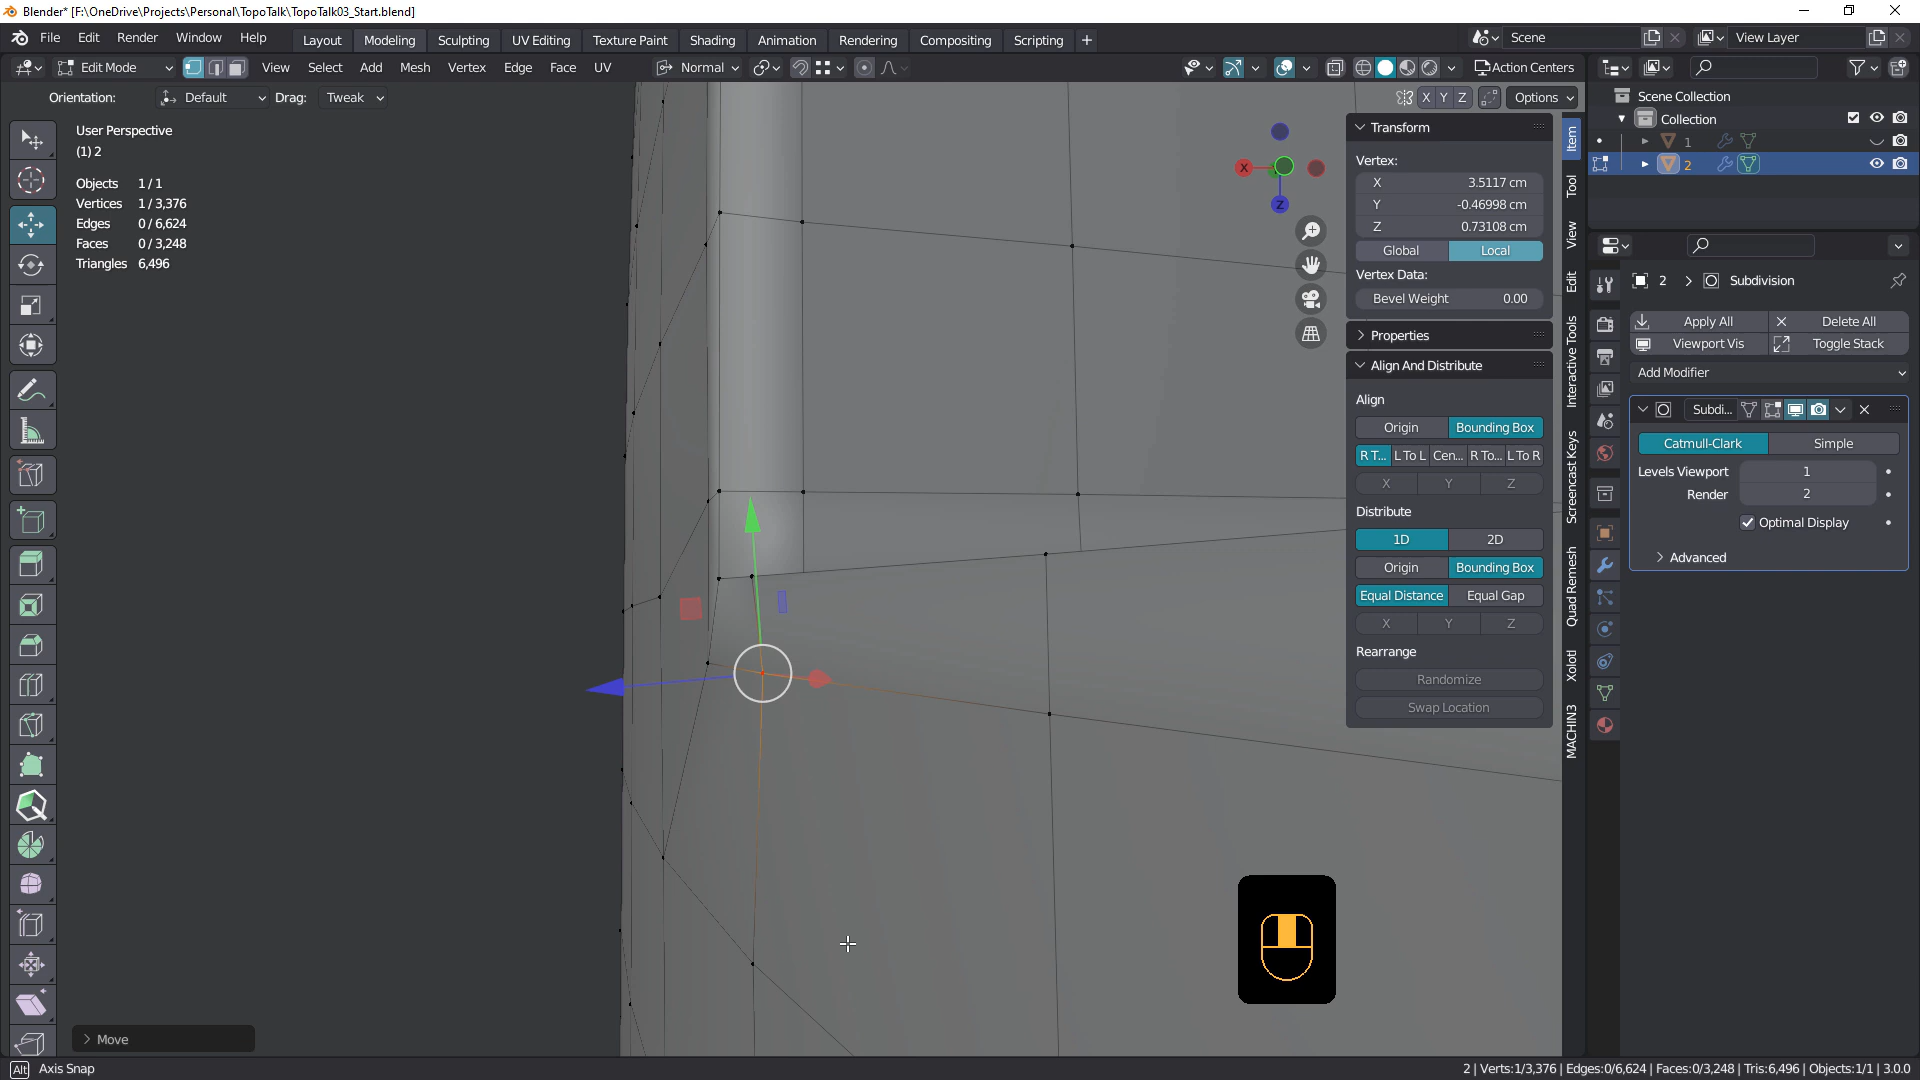 Blender* [F:\OneDrive\Projects\Personal\TopoTalk\TopoTalk03_Start.blend]
File Edit Render Window Help Layout Modeling Sculpting UV Editing Texture Paint Shading Animation Rendering Compositing Scripting + Scene View Layer
Edit Mode View Select Add Mesh Vertex Edge Face UV Normal Action Centers
Orientation: Default Drag: Tweak X Y Z Options
User Perspective
(1) 2
Objects 1 / 1
Vertices 1 / 3,376
Edges 0 / 6,624
Faces 0 / 3,248
Triangles 6,496
X
Z
Transform
Vertex:
X 3.5117 cm
Y -0.46998 cm
Z 0.73108 cm
Global Local
Vertex Data:
Bevel Weight 0.00
Properties
Align And Distribute
Align
Origin Bounding Box
R T... L To L Cen... R To... L To R
X Y Z
Distribute
1D 2D
Origin Bounding Box
Equal Distance Equal Gap
X Y Z
Rearrange
Randomize
Swap Location
Item
Tool
View
Edit
Interactive Tools
Screencast Keys
Quad Remesh
Xolotl
MACHIN3
Scene Collection
Collection
1
2
2 > Subdivision
Apply All Delete All
Viewport Vis Toggle Stack
Add Modifier
Subdi...
Catmull-Clark Simple
Levels Viewport 1
Render 2
Optimal Display
Advanced
Move
Alt Axis Snap
2 | Verts:1/3,376 | Edges:0/6,624 | Faces:0/3,248 | Tris:6,496 | Objects:1/1 | 3.0.0